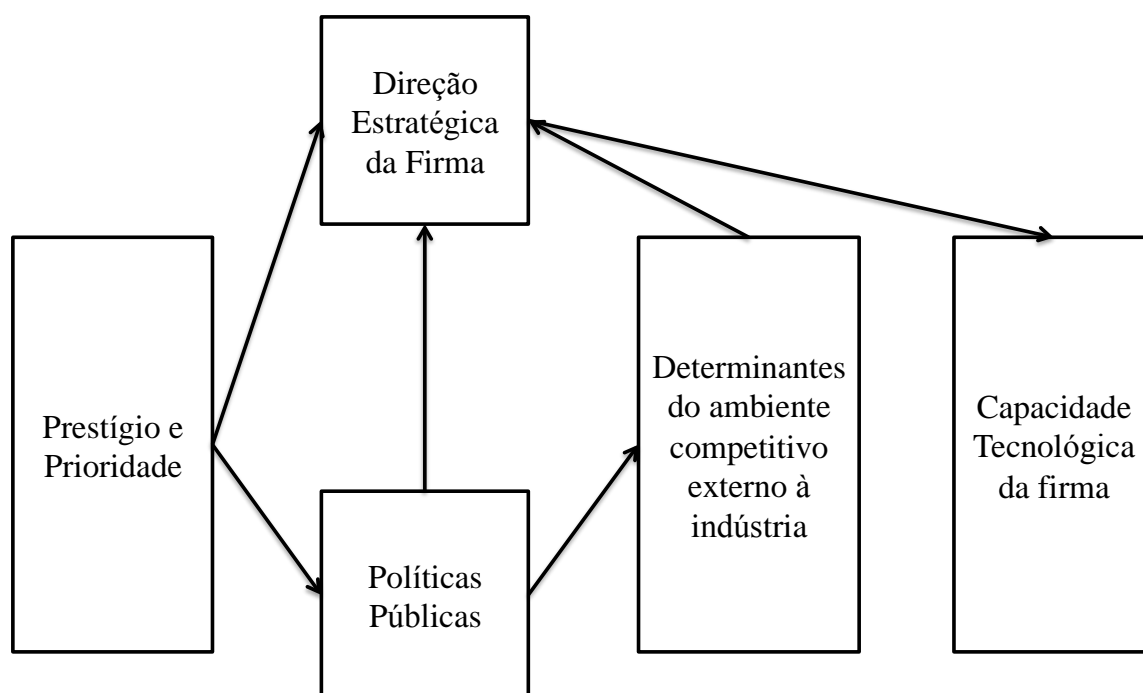 Direção
Estratégica
da Firma
Prestígio e
Prioridade
Políticas
Públicas
Determinantes
do ambiente
competitivo
externo à
indústria
Capacidade
Tecnológica
da firma